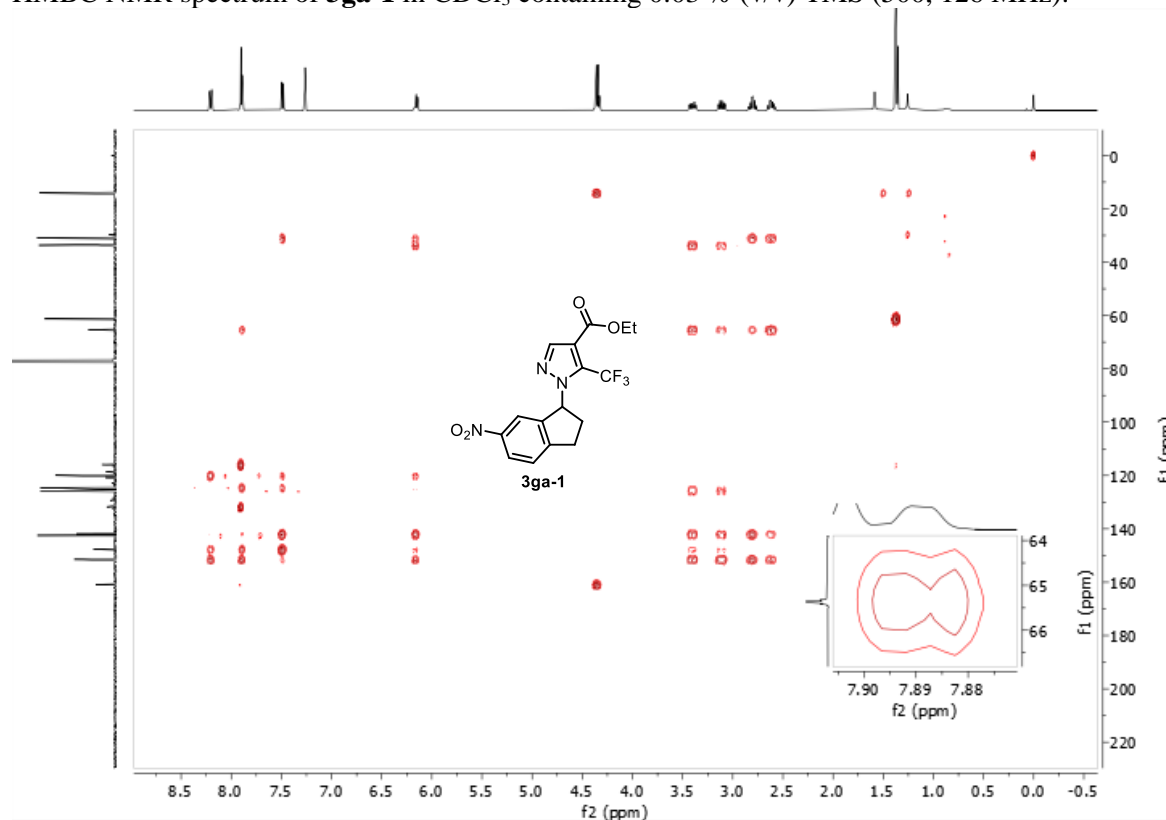 HMBC NMR spectrum of 3ga-1 in CDCl₃ containing 0.03 % (v/v) TMS (500, 126 MHz).
0
20
40
60
80
100
120
140
160
180
200
220
f1 (ppm)
O
OEt
N
N
CF₃
O₂N
3ga-1
64
65
66
f1 (ppm)
7.90 7.89 7.88
f2 (ppm)
8.5 8.0 7.5 7.0 6.5 6.0 5.5 5.0 4.5 4.0 3.5 3.0 2.5 2.0 1.5 1.0 0.5 0.0 -0.5
f2 (ppm)